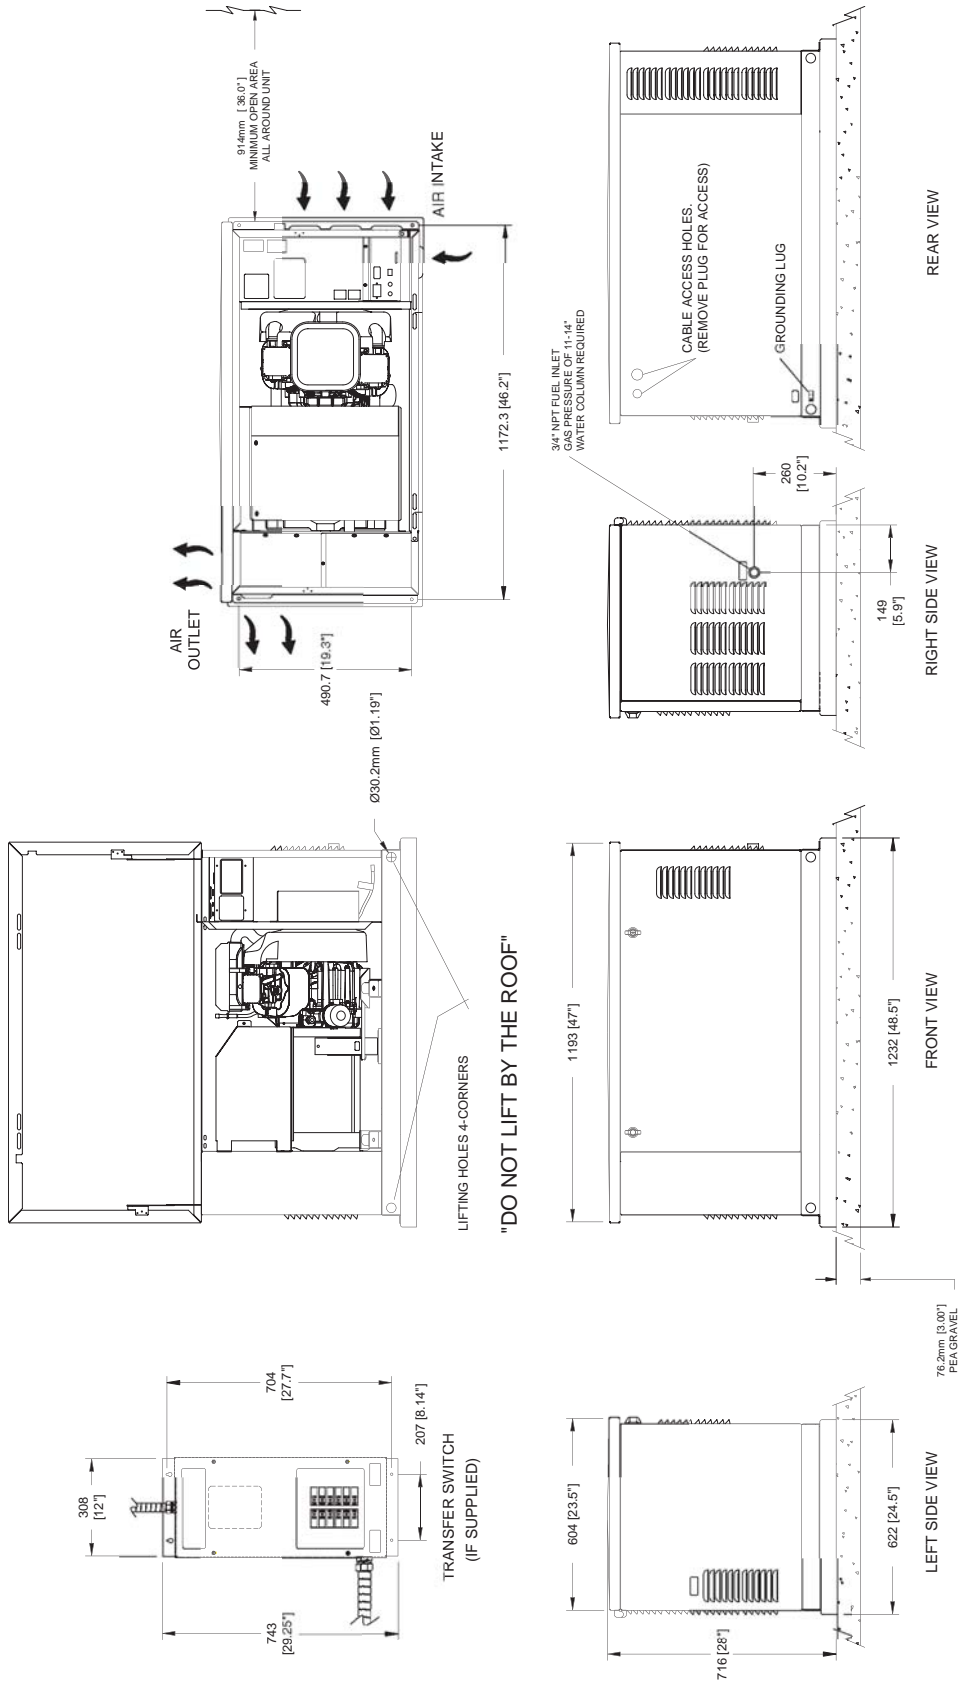 308
[12"]
743
[29.25"]
704
[27.7"]
207 [8.14"]
TRANSFER SWITCH
(IF SUPPLIED)
LIFTING HOLES 4-CORNERS
Ø30.2mm [Ø1.19"]
"DO NOT LIFT BY THE ROOF"
AIR
OUTLET
490.7 [19.3"]
1172.3 [46.2"]
AIR INTAKE
914mm [36.0"]
MINIMUM OPEN AREA
ALL AROUND UNIT
604 [23.5"]
716 [28"]
622 [24.5"]
LEFT SIDE VIEW
76.2mm [3.00"]
PEA GRAVEL
1193 [47"]
1232 [48.5"]
FRONT VIEW
3/4" NPT FUEL INLET
GAS PRESSURE OF 11-14"
WATER COLUMN REQUIRED
260
[10.2"]
149
[5.9"]
RIGHT SIDE VIEW
CABLE ACCESS HOLES.
(REMOVE PLUG FOR ACCESS)
GROUNDING LUG
REAR VIEW